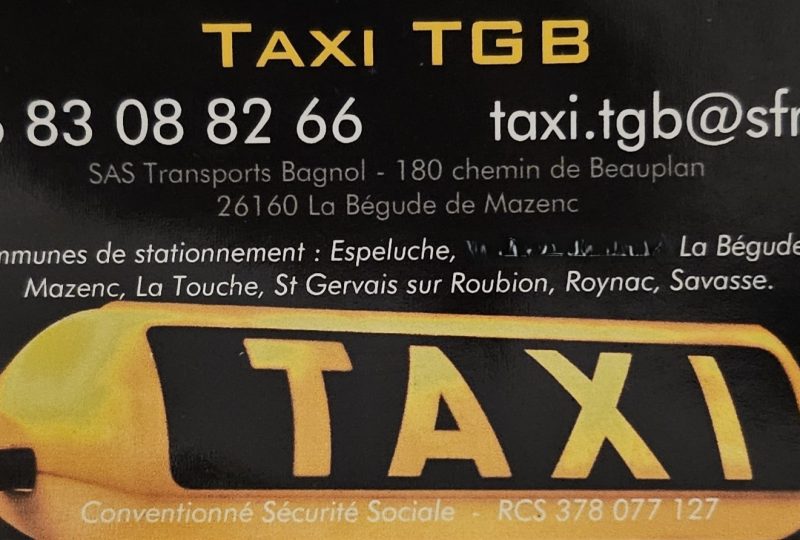 TAXI TGB
83 08 82 66 taxi.tgb@sfr
SAS Transports Bagnol - 180 chemin de Beauplan
26160 La Bégude de Mazenc
mmunes de stationnement : Espeluche, La Bégude
Mazenc, La Touche, St Gervais sur Roubion, Roynac, Savasse.
TAXI
Conventionné Sécurité Sociale - RCS 378 077 127